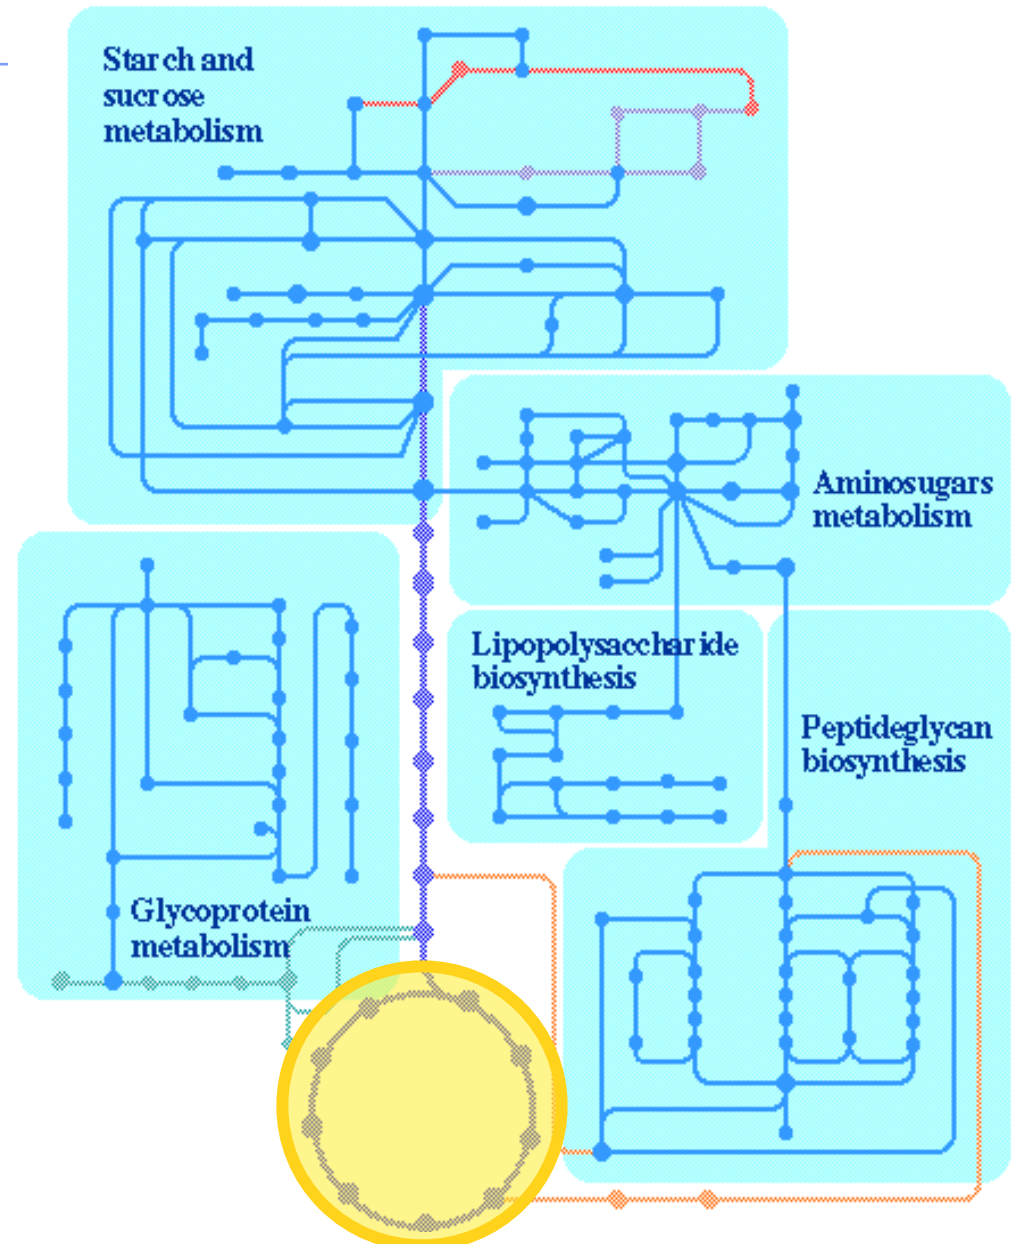 Starch and
sucrose
metabolism
Aminosugars
metabolism
Lipopolysaccharide
biosynthesis
Peptideglycan
biosynthesis
Glycoprotein
metabolism